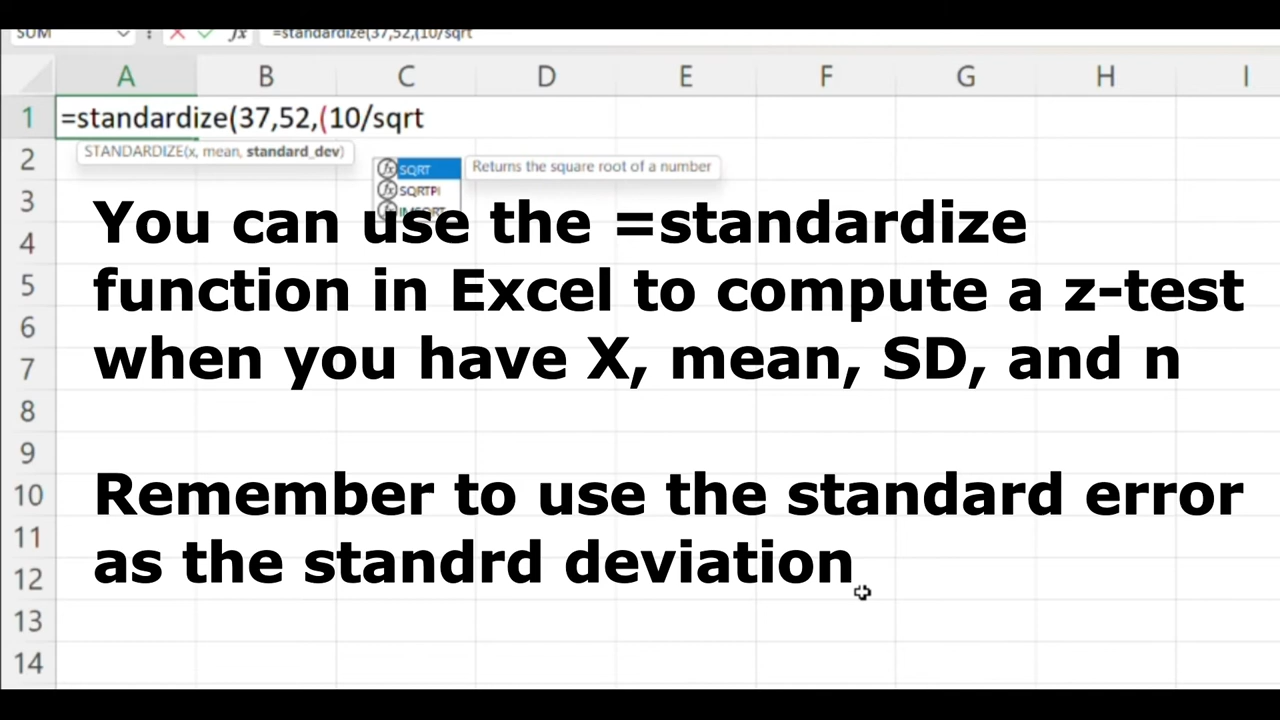 SUM fx =standardize(37,52,(10/sqrt
A B C D E F G H I
1 =standardize(37,52,(10/sqrt
2 STANDARDIZE(x, mean, standard_dev)
SQRT Returns the square root of a number
SQRTPI
3 IMSQRT
You can use the =standardize
4
5 function in Excel to compute a z-test
6
7 when you have X, mean, SD, and n
8
9
10 Remember to use the standard error
11
12 as the standrd deviation
13
14